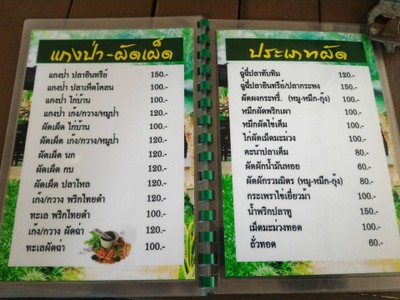 แกงป่า-ผัดเผ็ด
แกงป่า ปลาอินทรีย์ 150.-
แกงป่า ปลาเห็ดโคลน 100.-
แกงป่า ไก่บ้าน 100.-
แกงป่า เก้ง/กวาง/หมูป่า 120.-
ผัดเผ็ด ไก่บ้าน 100.-
ผัดเผ็ด เก้ง/กวาง/หมูป่า 120.-
ผัดเผ็ด นก 120.-
ผัดเผ็ด กบ 120.-
ผัดเผ็ด ปลาไหล 120.-
เก้ง/กวาง พริกไทยดำ 120.-
ทะเล พริกไทยดำ 100.-
เก้ง/กวาง ผัดฉ่า 120.-
ทะเลผัดฉ่า 100.-
ประเภทผัด
ฉู่ฉี่ปลาทับทิม 120.-
ฉู่ฉี่ปลาอินทรีย์/ปลากระพง 150.-
ผัดผงกระหรี่. (หมู-หมึก-กุ้ง) 100.-
หมึกผัดพริกเผา 100.-
หมึกผัดไข่เค็ม 100.-
ไก่ผัดเม็ดมะม่วง 100.-
คะน้าปลาเค็ม 80.-
ผัดผักน้ำมันหอย 60.-
ผัดผักรวมมิตร (หมู-หมึก-กุ้ง) 80.-
กระเพราไข่เยี่ยวม้า 100.-
น้ำพริกปลาทู 150.-
เม็ดมะม่วงทอด 100.-
ถั่วทอด 60.-